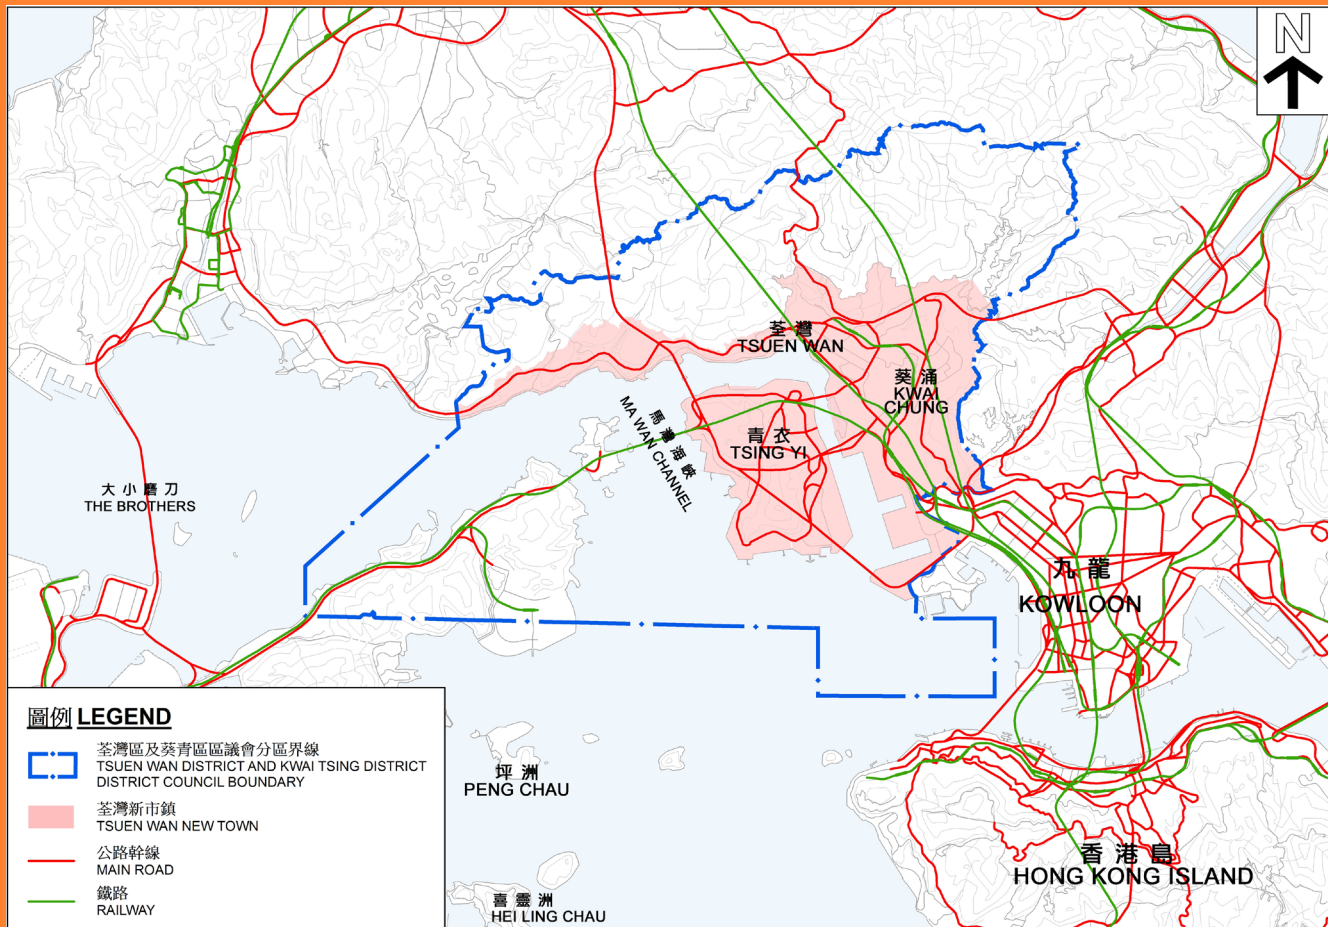 N
荃灣
TSUEN WAN
葵涌
KWAI
CHUNG
馬灣海峽
MA WAN CHANNEL
青衣
TSING YI
大小磨刀
THE BROTHERS
九龍
KOWLOON
坪洲
PENG CHAU
香港島
HONG KONG ISLAND
喜靈洲
HEI LING CHAU
圖例 LEGEND
荃灣區及葵青區區議會分區界線
TSUEN WAN DISTRICT AND KWAI TSING DISTRICT
DISTRICT COUNCIL BOUNDARY
荃灣新市鎮
TSUEN WAN NEW TOWN
公路幹線
MAIN ROAD
鐵路
RAILWAY